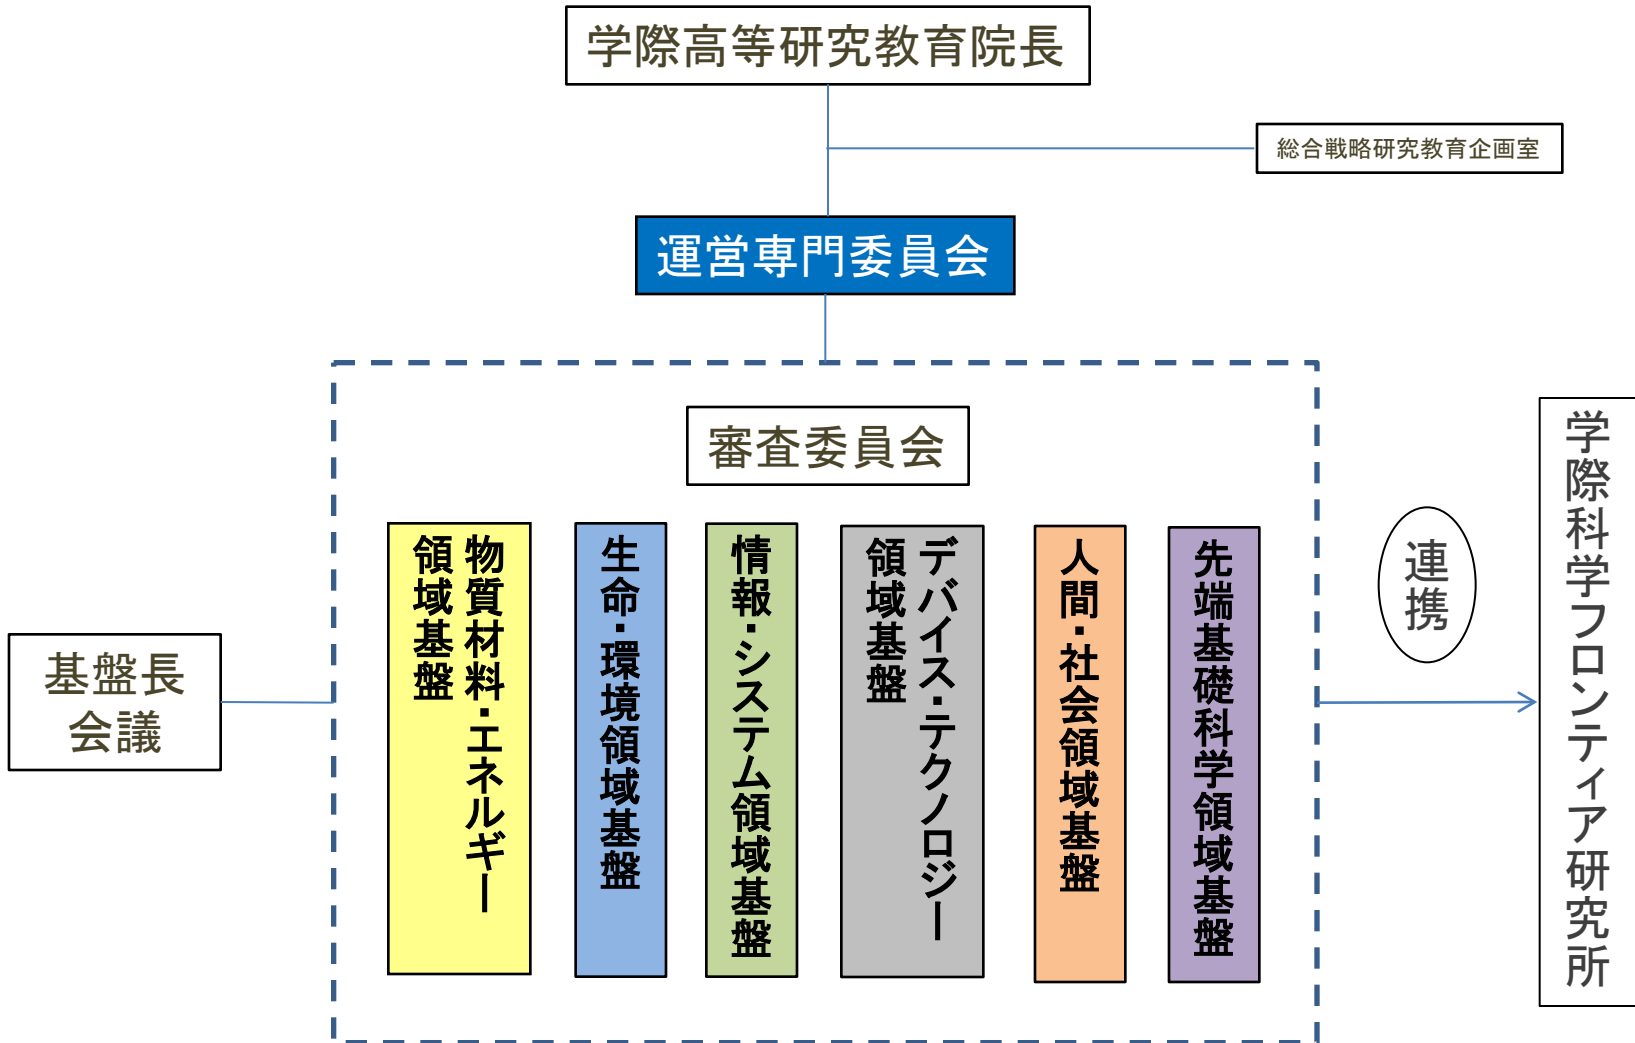 学際高等研究教育院長
総合戦略研究教育企画室
運営専門委員会
審査委員会
物質材料・エネルギー
領域基盤
生命・環境領域基盤
情報・システム領域基盤
デバイス・テクノロジー
領域基盤
人間・社会領域基盤
先端基礎科学領域基盤
基盤長
会議
連携
学際科学フロンティア研究所